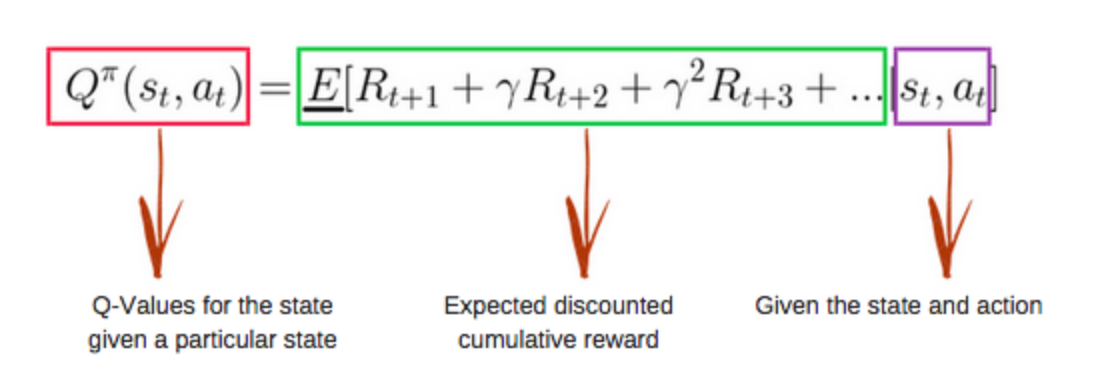 Q^π(s_t, a_t) = E[R_{t+1} + γR_{t+2} + γ²R_{t+3} + ...|s_t, a_t]
Q-Values for the state
given a particular state
Expected discounted
cumulative reward
Given the state and action